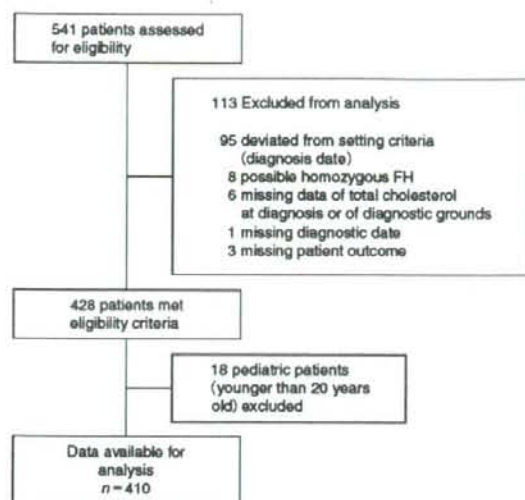 541 patients assessed
for eligibility
113 Excluded from analysis
95 deviated from setting criteria
(diagnosis date)
8 possible homozygous FH
6 missing data of total cholesterol
at diagnosis or of diagnostic grounds
1 missing diagnostic date
3 missing patient outcome
428 patients met
eligibility criteria
18 pediatric patients
(younger than 20 years
old) excluded
Data available for
analysis
n=410